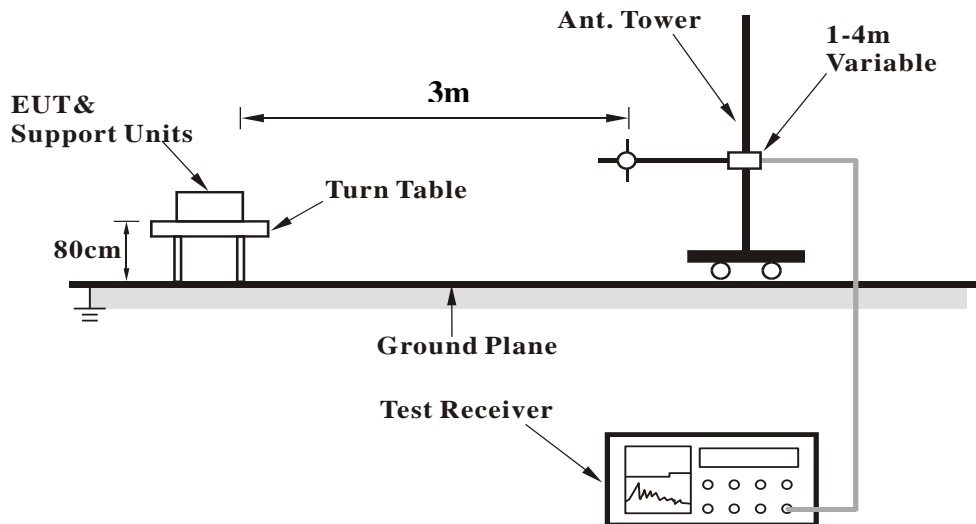 Ant. Tower
1-4m
Variable
3m
EUT&
Support Units
Turn Table
80cm
Ground Plane
Test Receiver